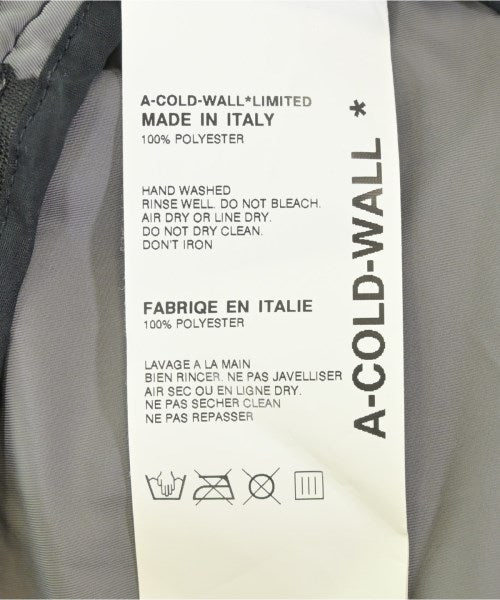 A-COLD-WALL*LIMITED
MADE IN ITALY
100% POLYESTER
HAND WASHED
RINSE WELL. DO NOT BLEACH.
AIR DRY OR LINE DRY.
DO NOT DRY CLEAN.
DON'T IRON
FABRIQE EN ITALIE
100% POLYESTER
LAVAGE A LA MAIN
BIEN RINCER. NE PAS JAVELLISER
AIR SEC OU EN LIGNE DRY.
NE PAS SECHER CLEAN
NE PAS REPASSER
A-COLD-WALL *